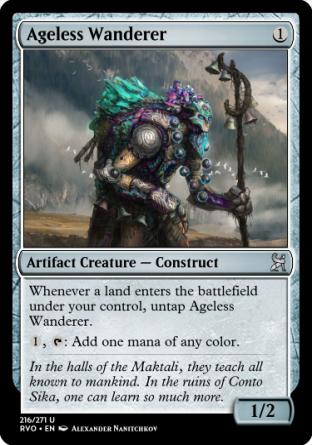 Ageless Wanderer 1
Artifact Creature — Construct
Whenever a land enters the battlefield
under your control, untap Ageless
Wanderer.
1, : Add one mana of any color.
In the halls of the Maktali, they teach all
known to mankind. In the ruins of Conto
Sika, one can learn so much more.
1/2
216/271 U
RVO • EN Alexander Nanitchkov